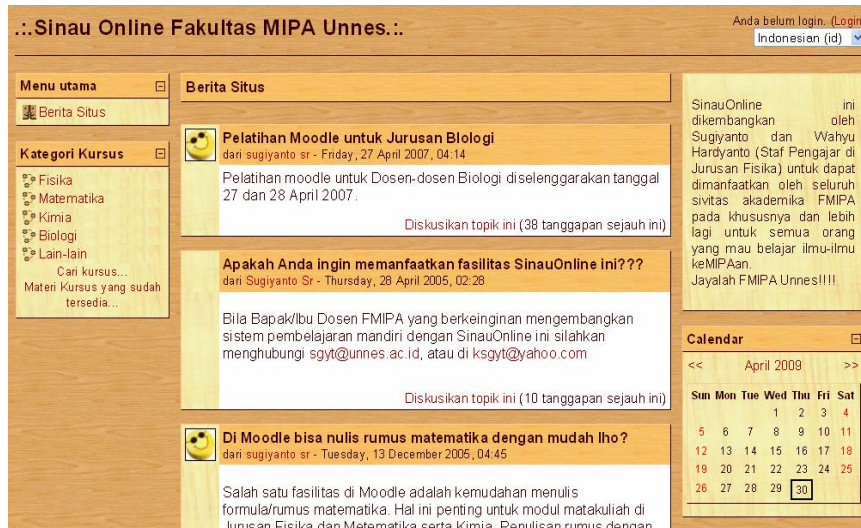 .:.Sinau Online Fakultas MIPA Unnes.:.
Anda belum login. (Login
Indonesian (id)
Menu utama
Berita Situs
Kategori Kursus
Fisika
Matematika
Kimia
Biologi
Lain-lain
Cari kursus...
Materi Kursus yang sudah
tersedia...
Berita Situs
Pelatihan Moodle untuk Jurusan BIologi
dari sugiyanto sr - Friday, 27 April 2007, 04:14
Pelatihan moodle untuk Dosen-dosen Biologi diselenggarakan tanggal
27 dan 28 April 2007.
Diskusikan topik ini (38 tanggapan sejauh ini)
Apakah Anda ingin memanfaatkan fasilitas SinauOnline ini???
dari Sugiyanto Sr - Thursday, 28 April 2005, 02:28
Bila Bapak/Ibu Dosen FMIPA yang berkeinginan mengembangkan
sistem pembelajaran mandiri dengan SinauOnline ini silahkan
menghubungi sgyt@unnes.ac.id, atau di ksgyt@yahoo.com
Diskusikan topik ini (10 tanggapan sejauh ini)
Di Moodle bisa nulis rumus matematika dengan mudah lho?
dari sugiyanto sr - Tuesday, 13 December 2005, 04:45
Salah satu fasilitas di Moodle adalah kemudahan menulis
formula/rumus matematika. Hal ini penting untuk modul matakuliah di
Jurusan Fisika dan Metematika serta Kimia. Penulisan rumus dengan
SinauOnline ini
dikembangkan oleh
Sugiyanto dan Wahyu
Hardyanto (Staf Pengajar di
Jurusan Fisika) untuk dapat
dimanfaatkan oleh seluruh
sivitas akademika FMIPA
pada khususnya dan lebih
lagi untuk semua orang
yang mau belajar ilmu-ilmu
keMIPAan.
Jayalah FMIPA Unnes!!!!
Calendar
<< April 2009 >>
Sun Mon Tue Wed Thu Fri Sat
1 2 3 4
5 6 7 8 9 10 11
12 13 14 15 16 17 18
19 20 21 22 23 24 25
26 27 28 29 30